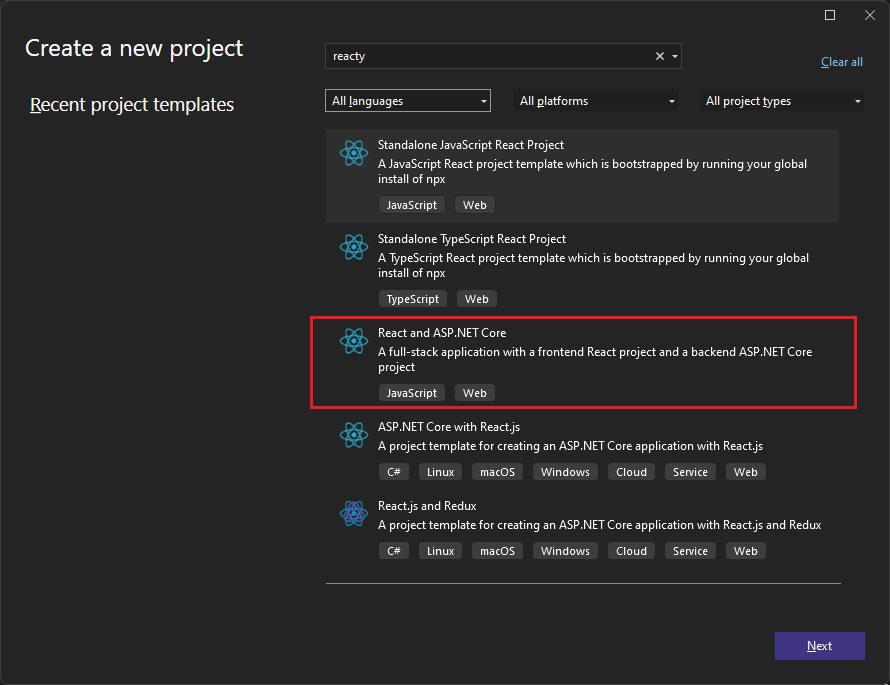 Create a new project
reacty
Clear all
Recent project templates
All languages
All platforms
All project types
Standalone JavaScript React Project
A JavaScript React project template which is bootstrapped by running your global
install of npx
JavaScript Web
Standalone TypeScript React Project
A TypeScript React project template which is bootstrapped by running your global
install of npx
TypeScript Web
React and ASP.NET Core
A full-stack application with a frontend React project and a backend ASP.NET Core
project
JavaScript Web
ASP.NET Core with React.js
A project template for creating an ASP.NET Core application with React.js
C# Linux macOS Windows Cloud Service Web
React.js and Redux
A project template for creating an ASP.NET Core application with React.js and Redux
C# Linux macOS Windows Cloud Service Web
Next